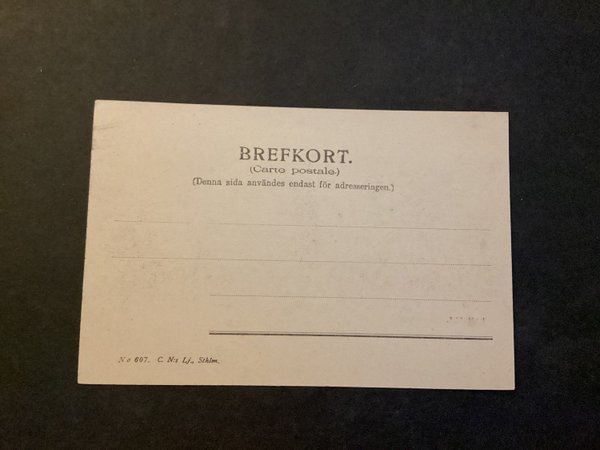 BREFKORT.
(Carte postale.)
(Denna sida användes endast för adresseringen.)
No 607. C. N:s Lj., Sthlm.